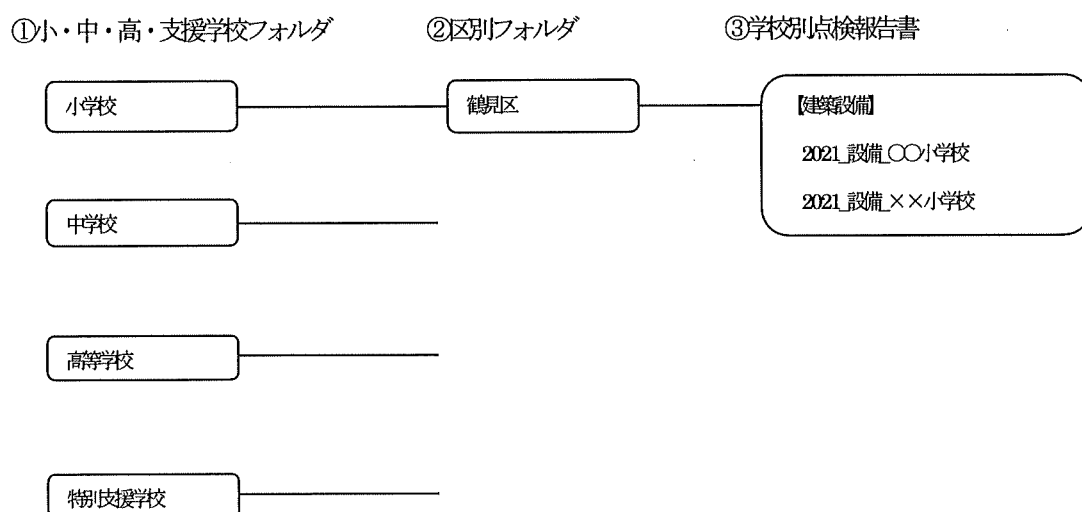 ①小・中・高・支援学校フォルダ
②区別フォルダ
③学校別点検報告書
小学校
鶴見区
【建築設備】
2021_設備_〇〇小学校
2021_設備_××小学校
中学校
高等学校
特別支援学校